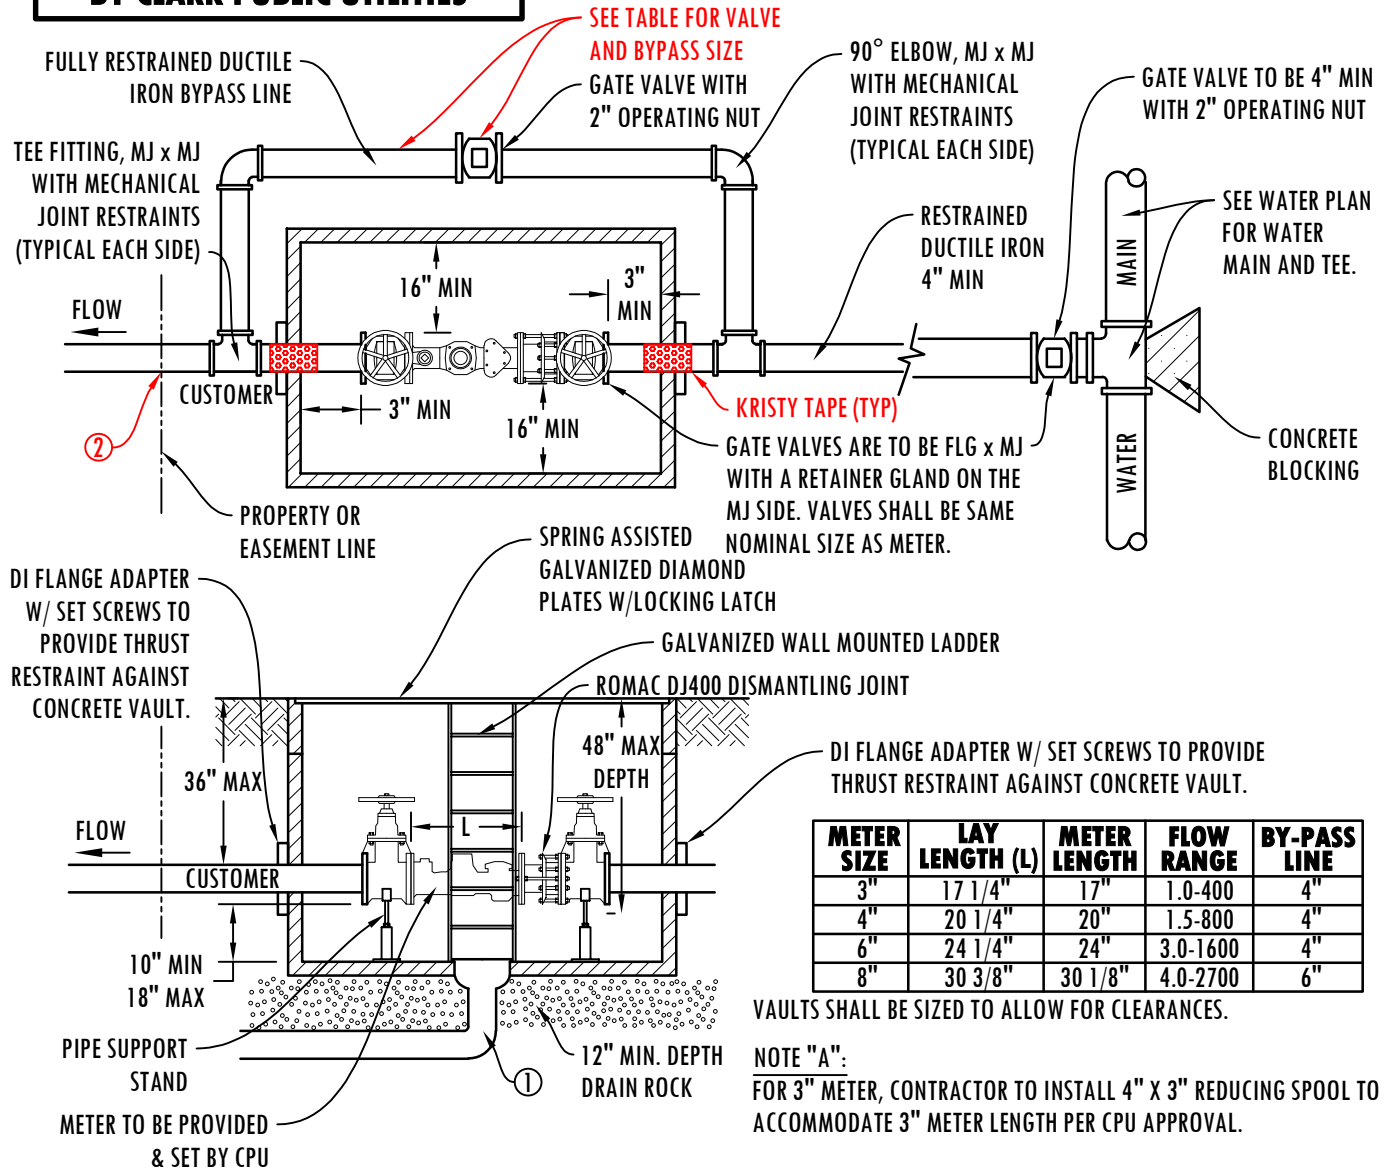 BY CLARK PUBLIC UTILITIES
SEE TABLE FOR VALVE
AND BYPASS SIZE
FULLY RESTRAINED DUCTILE
IRON BYPASS LINE
GATE VALVE WITH
2" OPERATING NUT
90° ELBOW, MJ x MJ
WITH MECHANICAL
JOINT RESTRAINTS
(TYPICAL EACH SIDE)
GATE VALVE TO BE 4" MIN
WITH 2" OPERATING NUT
TEE FITTING, MJ x MJ
WITH MECHANICAL
JOINT RESTRAINTS
(TYPICAL EACH SIDE)
RESTRAINED
DUCTILE IRON
4" MIN
SEE WATER PLAN
FOR WATER
MAIN AND TEE.
MAIN
WATER
FLOW
16" MIN
3"
MIN
CUSTOMER
3" MIN
16" MIN
KRISTY TAPE (TYP)
2
GATE VALVES ARE TO BE FLG x MJ
WITH A RETAINER GLAND ON THE
MJ SIDE. VALVES SHALL BE SAME
NOMINAL SIZE AS METER.
CONCRETE
BLOCKING
PROPERTY OR
EASEMENT LINE
SPRING ASSISTED
GALVANIZED DIAMOND
PLATES W/LOCKING LATCH
DI FLANGE ADAPTER
W/ SET SCREWS TO
PROVIDE THRUST
RESTRAINT AGAINST
CONCRETE VAULT.
GALVANIZED WALL MOUNTED LADDER
ROMAC DJ400 DISMANTLING JOINT
36" MAX
48" MAX
DEPTH
DI FLANGE ADAPTER W/ SET SCREWS TO PROVIDE
THRUST RESTRAINT AGAINST CONCRETE VAULT.
FLOW
L
CUSTOMER
10" MIN
18" MAX
METER SIZE LAY LENGTH (L) METER LENGTH FLOW RANGE BY-PASS LINE
3" 17 1/4" 17" 1.0-400 4"
4" 20 1/4" 20" 1.5-800 4"
6" 24 1/4" 24" 3.0-1600 4"
8" 30 3/8" 30 1/8" 4.0-2700 6"
VAULTS SHALL BE SIZED TO ALLOW FOR CLEARANCES.
PIPE SUPPORT
STAND
1
12" MIN. DEPTH
DRAIN ROCK
METER TO BE PROVIDED
& SET BY CPU
NOTE "A":
FOR 3" METER, CONTRACTOR TO INSTALL 4" X 3" REDUCING SPOOL TO
ACCOMMODATE 3" METER LENGTH PER CPU APPROVAL.